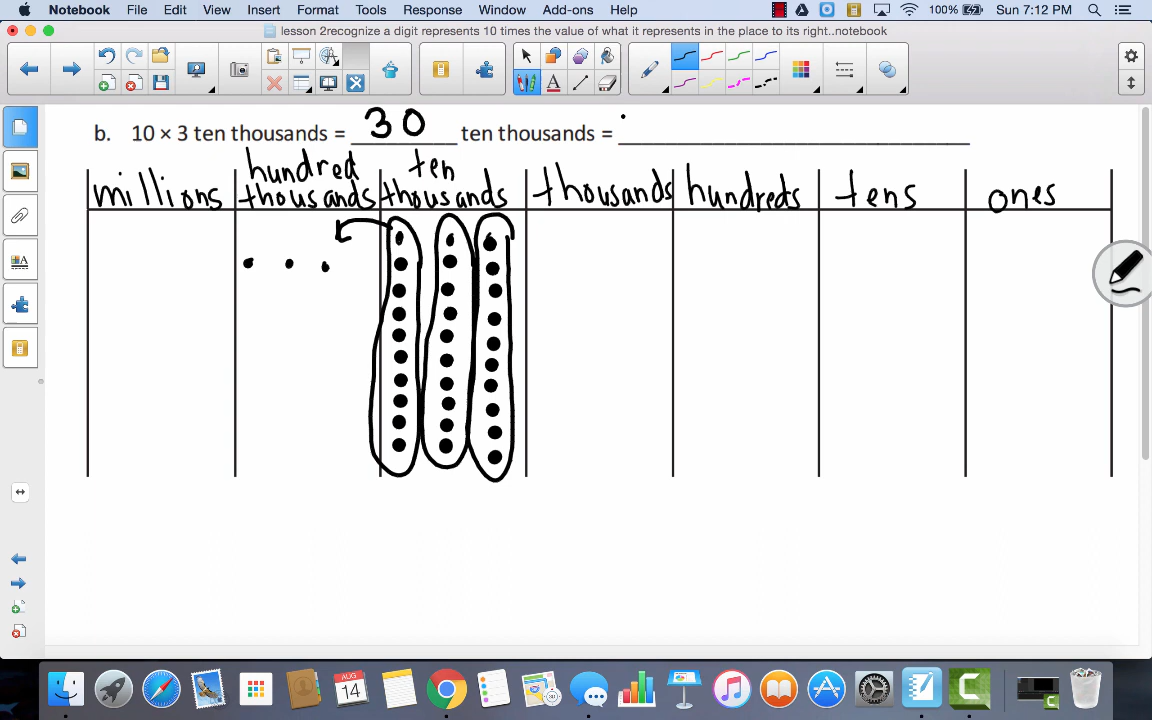 Notebook File Edit View Insert Format Tools Response Window Add-ons Help 100% Sun 7:12 PM
lesson 2recognize a digit represents 10 times the value of what it represents in the place to its right..notebook
b. 10 × 3 ten thousands = 30 ten thousands =
millions hundred thousands ten thousands thousands hundreds tens ones
AUG
14